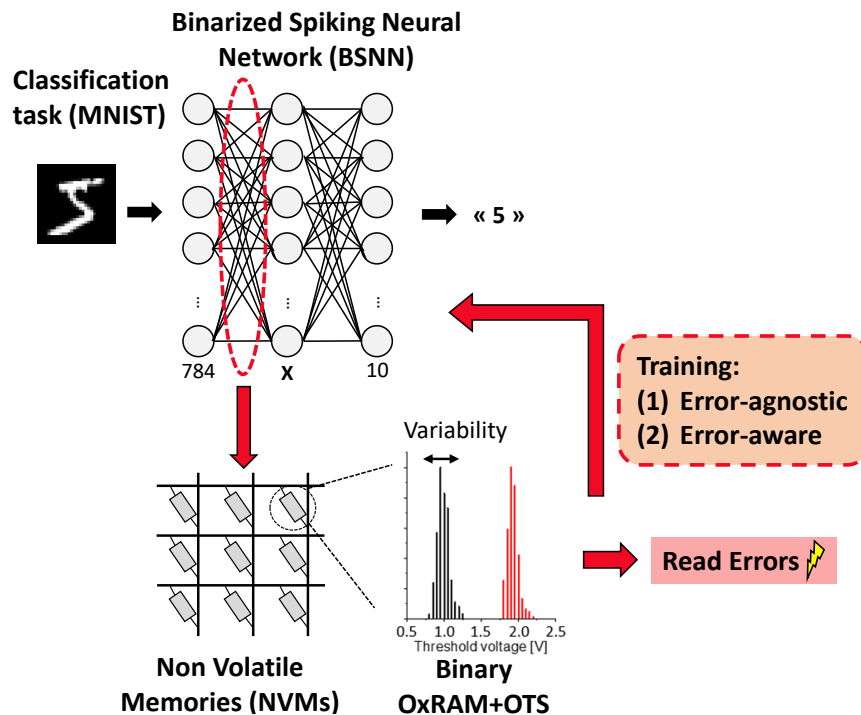 Binarized Spiking Neural
Network (BSNN)
Classification
task (MNIST)
« 5 »
...
...
...
784
X
10
Training:
(1) Error-agnostic
(2) Error-aware
Variability
Read Errors
0.5 1.0 1.5 2.0 2.5
Threshold voltage [V]
Non Volatile
Memories (NVMs)
Binary
OxRAM+OTS